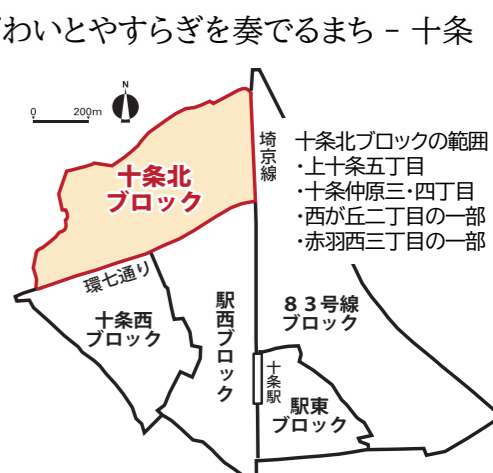 わいとやすらぎを奏でるまち - 十条
N
0 200m
埼京線
十条北ブロックの範囲
・上十条五丁目
・十条仲原三・四丁目
・西が丘二丁目の一部
・赤羽西三丁目の一部
十条北
ブロック
環七通り
十条西
ブロック
駅西ブロック
83号線
ブロック
十条駅
駅東
ブロック